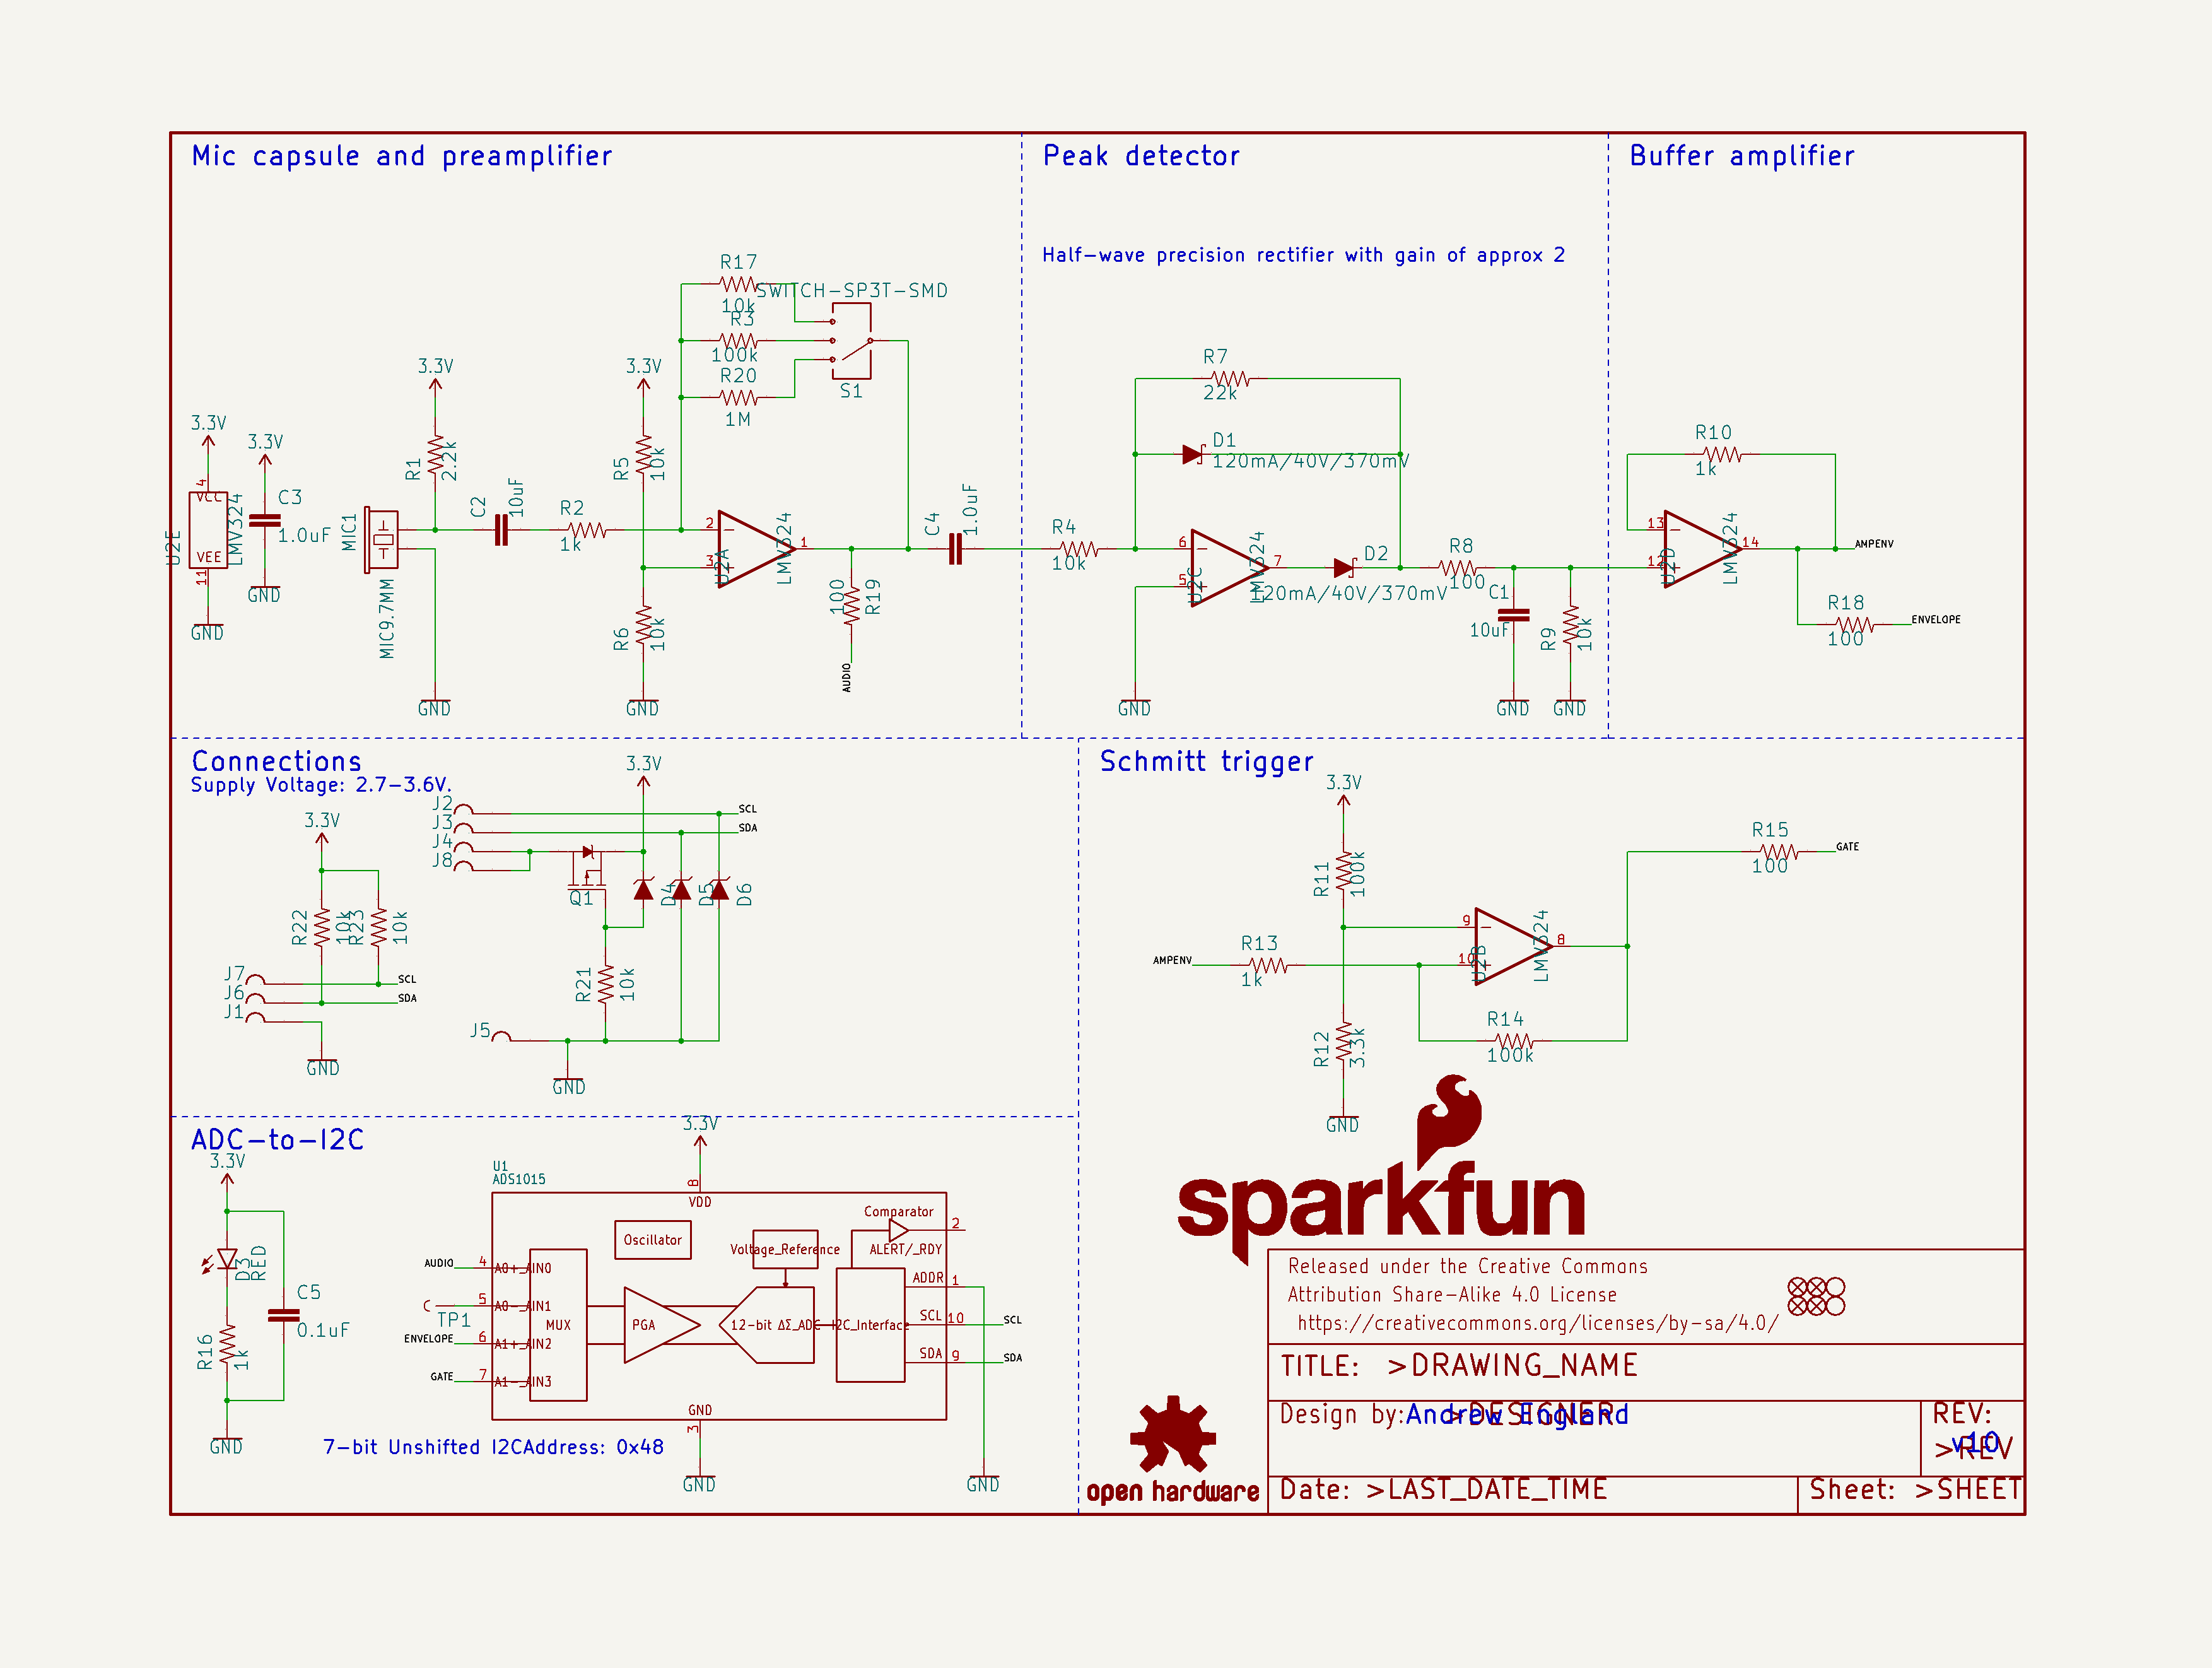 Mic capsule and preamplifier
Peak detector
Buffer amplifier
Half-wave precision rectifier with gain of approx 2
R17
10k
SWITCH-SP3T-SMD
R3
100k
R20
1M
S1
3.3V
3.3V
3.3V
3.3V
4
VCC
VEE
11
U2E
LMV324
GND
C3
1.0uF
GND
MIC1
MIC9.7MM
R1
2.2k
GND
C2
10uF
R2
1k
R5
10k
R6
10k
GND
2
3
1
U2A
LMV324
100
R19
AUDIO
C4
1.0uF
R4
10k
R7
22k
D1
120mA/40V/370mV
6
5
7
U2C
LMV324
GND
D2
120mA/40V/370mV
R8
100
C1
10uF
GND
R9
10k
GND
R10
1k
13
12
14
U2D
LMV324
AMPENV
R18
100
ENVELOPE
Connections
Supply Voltage: 2.7-3.6V.
3.3V
R22
10k
R23
10k
J7
J6
J1
SCL
SDA
GND
3.3V
J2
J3
J4
J8
SCL
SDA
Q1
D4
D5
D6
R21
10k
J5
GND
Schmitt trigger
3.3V
R11
100k
R12
3.3k
GND
AMPENV
R13
1k
9
10
8
U2B
LMV324
R14
100k
R15
100
GATE
ADC-to-I2C
3.3V
D3
RED
R16
1k
C5
0.1uF
GND
U1
ADS1015
3.3V
8
VDD
Oscillator
Voltage_Reference
Comparator
2
ALERT/_RDY
AUDIO
4
A0+_AIN0
TP1
5
A0-_AIN1
ENVELOPE
6
A1+_AIN2
GATE
7
A1-_AIN3
MUX
PGA
12-bit ΔΣ_ADC
I2C_Interface
ADDR
1
SCL
10
SCL
SDA
9
SDA
GND
3
GND
GND
7-bit Unshifted I2CAddress: 0x48
sparkfun
open hardware
Released under the Creative Commons
Attribution Share-Alike 4.0 License
https://creativecommons.org/licenses/by-sa/4.0/
TITLE: >DRAWING_NAME
Design by: Andrew England
>DESIGNER
REV:
v10
>REV
Date: >LAST_DATE_TIME
Sheet: >SHEET